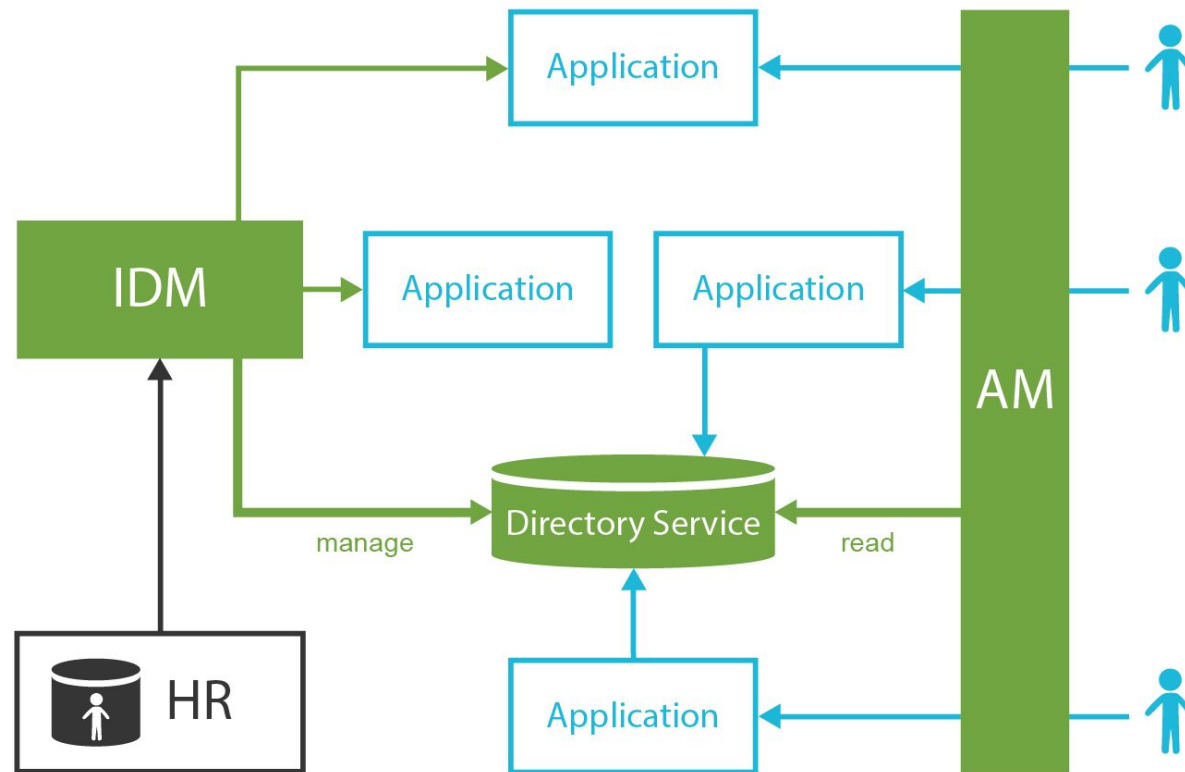 Application
IDM
Application
Application
AM
Directory Service
manage
read
HR
Application